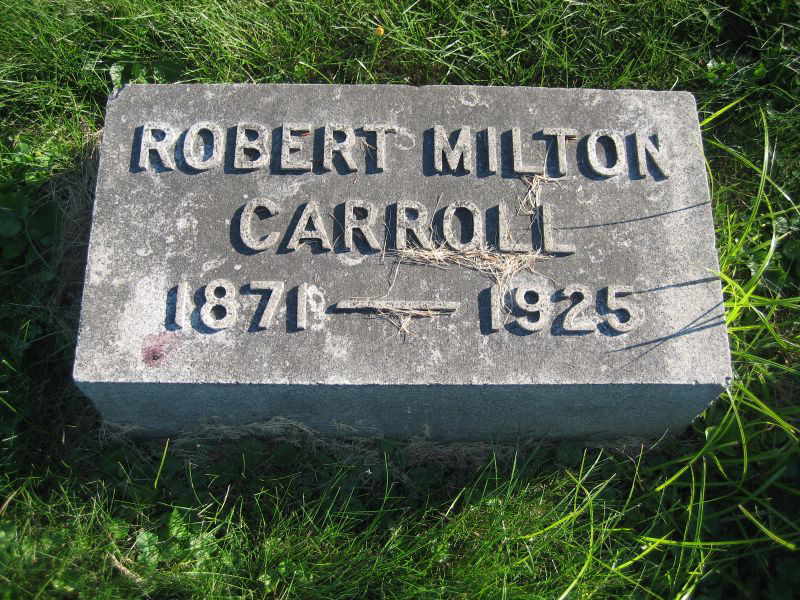 ROBERT MILTON
CARROLL
1871 — 1925